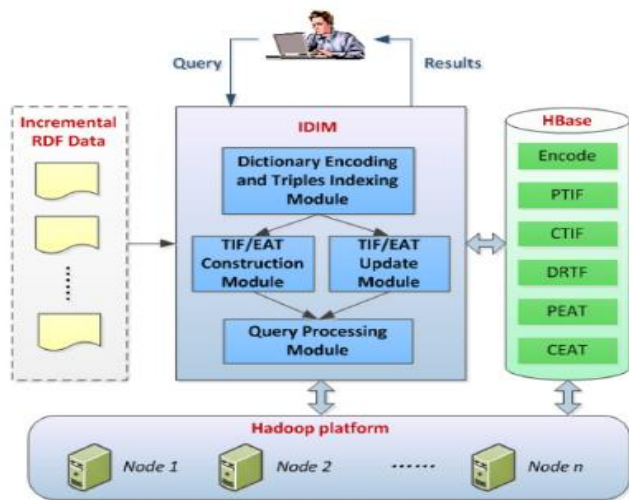 Query
Results
Incremental
RDF Data
......
IDIM
Dictionary Encoding
and Triples Indexing
Module
TIF/EAT
Construction
Module
TIF/EAT
Update
Module
Query Processing
Module
HBase
Encode
PTIF
CTIF
DRTF
PEAT
CEAT
Hadoop platform
Node 1
Node 2
......
Node n